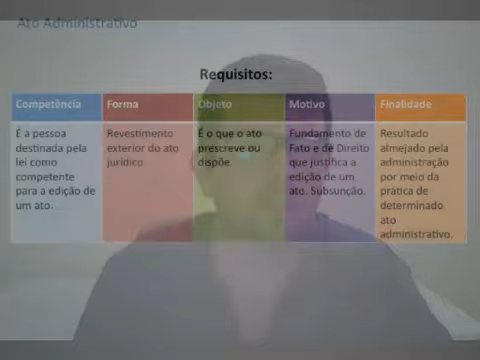 Ato Administrativo
Requisitos:
Competência
É a pessoa
destinada pela
lei como
competente
para a edição de
um ato.
Forma
Revestimento
exterior do ato
jurídico
Objeto
É o que o ato
prescreve ou
dispõe.
Motivo
Fundamento de
Fato e de Direito
que justifica a
edição de um
ato. Subsunção.
Finalidade
Resultado
almejado pela
administração
por meio da
prática de
determinado
ato
administrativo.